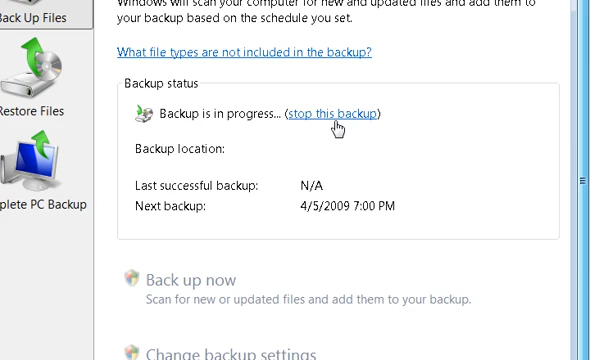 Windows will scan your computer for new and updated files and add them to
your backup based on the schedule you set.
Back Up Files
What file types are not included in the backup?
Backup status
Restore Files
Backup is in progress... (stop this backup)
Backup location:
Last successful backup: N/A
plete PC Backup
Next backup: 4/5/2009 7:00 PM
Back up now
Scan for new or updated files and add them to your backup.
Change backup settings